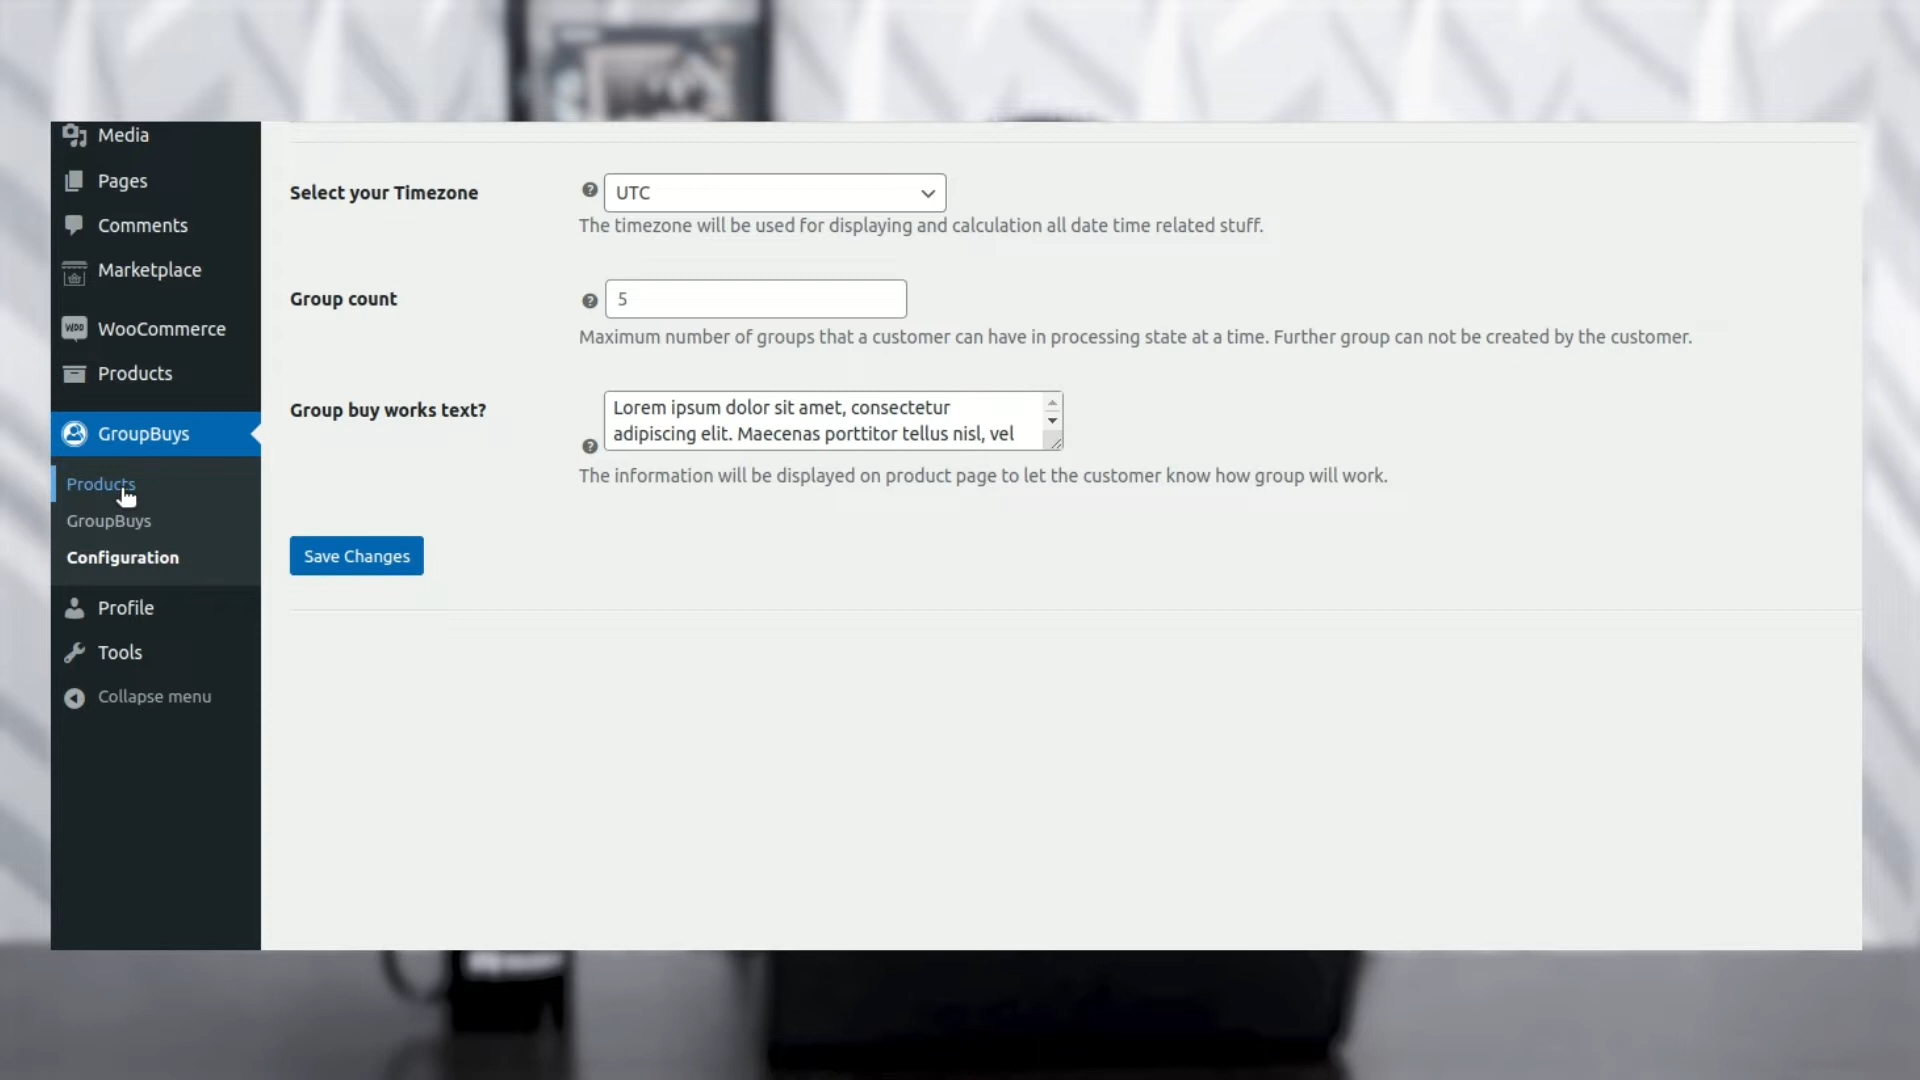 Media
Pages
Comments
Marketplace
WooCommerce
Products
GroupBuys
Products
GroupBuys
Configuration
Profile
Tools
Collapse menu
Select your Timezone
UTC
The timezone will be used for displaying and calculation all date time related stuff.
Group count
5
Maximum number of groups that a customer can have in processing state at a time. Further group can not be created by the customer.
Group buy works text?
Lorem ipsum dolor sit amet, consectetur
adipiscing elit. Maecenas porttitor tellus nisl, vel
The information will be displayed on product page to let the customer know how group will work.
Save Changes